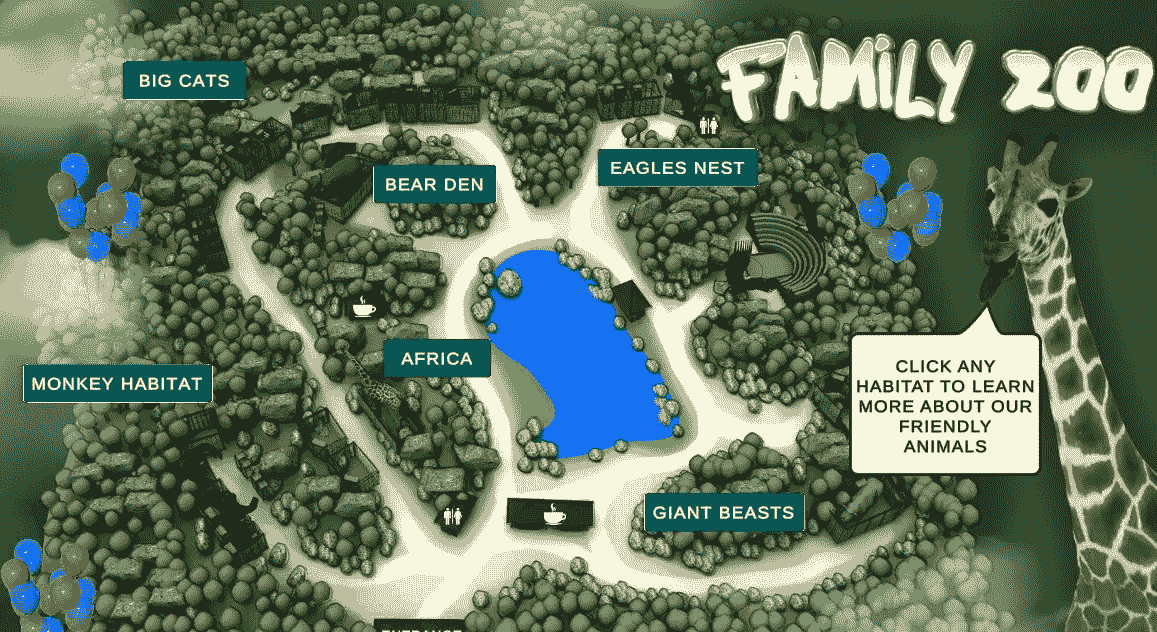 FAMILY ZOO
BIG CATS
BEAR DEN
EAGLES NEST
AFRICA
MONKEY HABITAT
CLICK ANY
HABITAT TO LEARN
MORE ABOUT OUR
FRIENDLY
ANIMALS
GIANT BEASTS
ENTRANCE